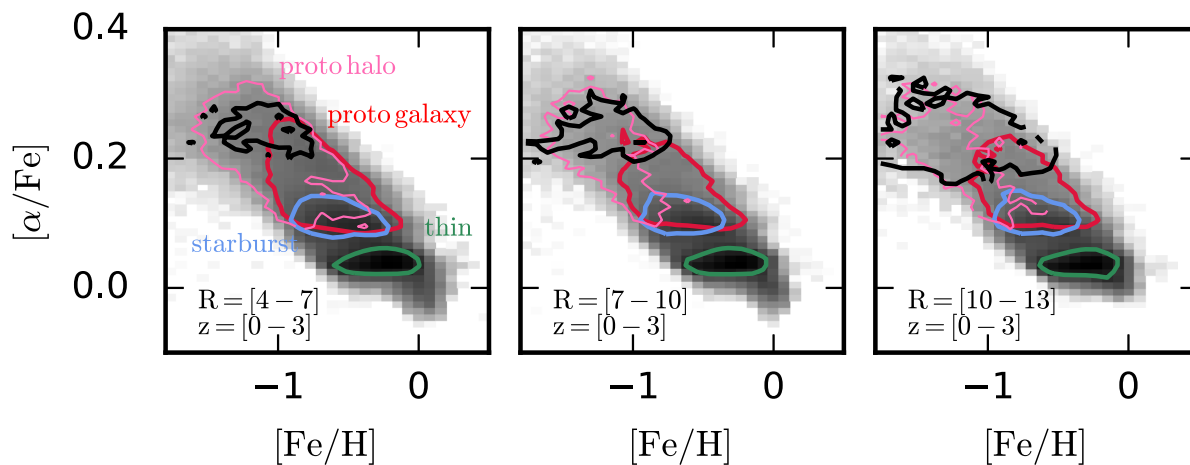 0.4
0.2
0.0
[α/Fe]
proto halo
proto galaxy
starburst
thin
R = [4 − 7]
z = [0 − 3]
R = [7 − 10]
z = [0 − 3]
R = [10 − 13]
z = [0 − 3]
−1 0
−1 0
−1 0
[Fe/H]
[Fe/H]
[Fe/H]